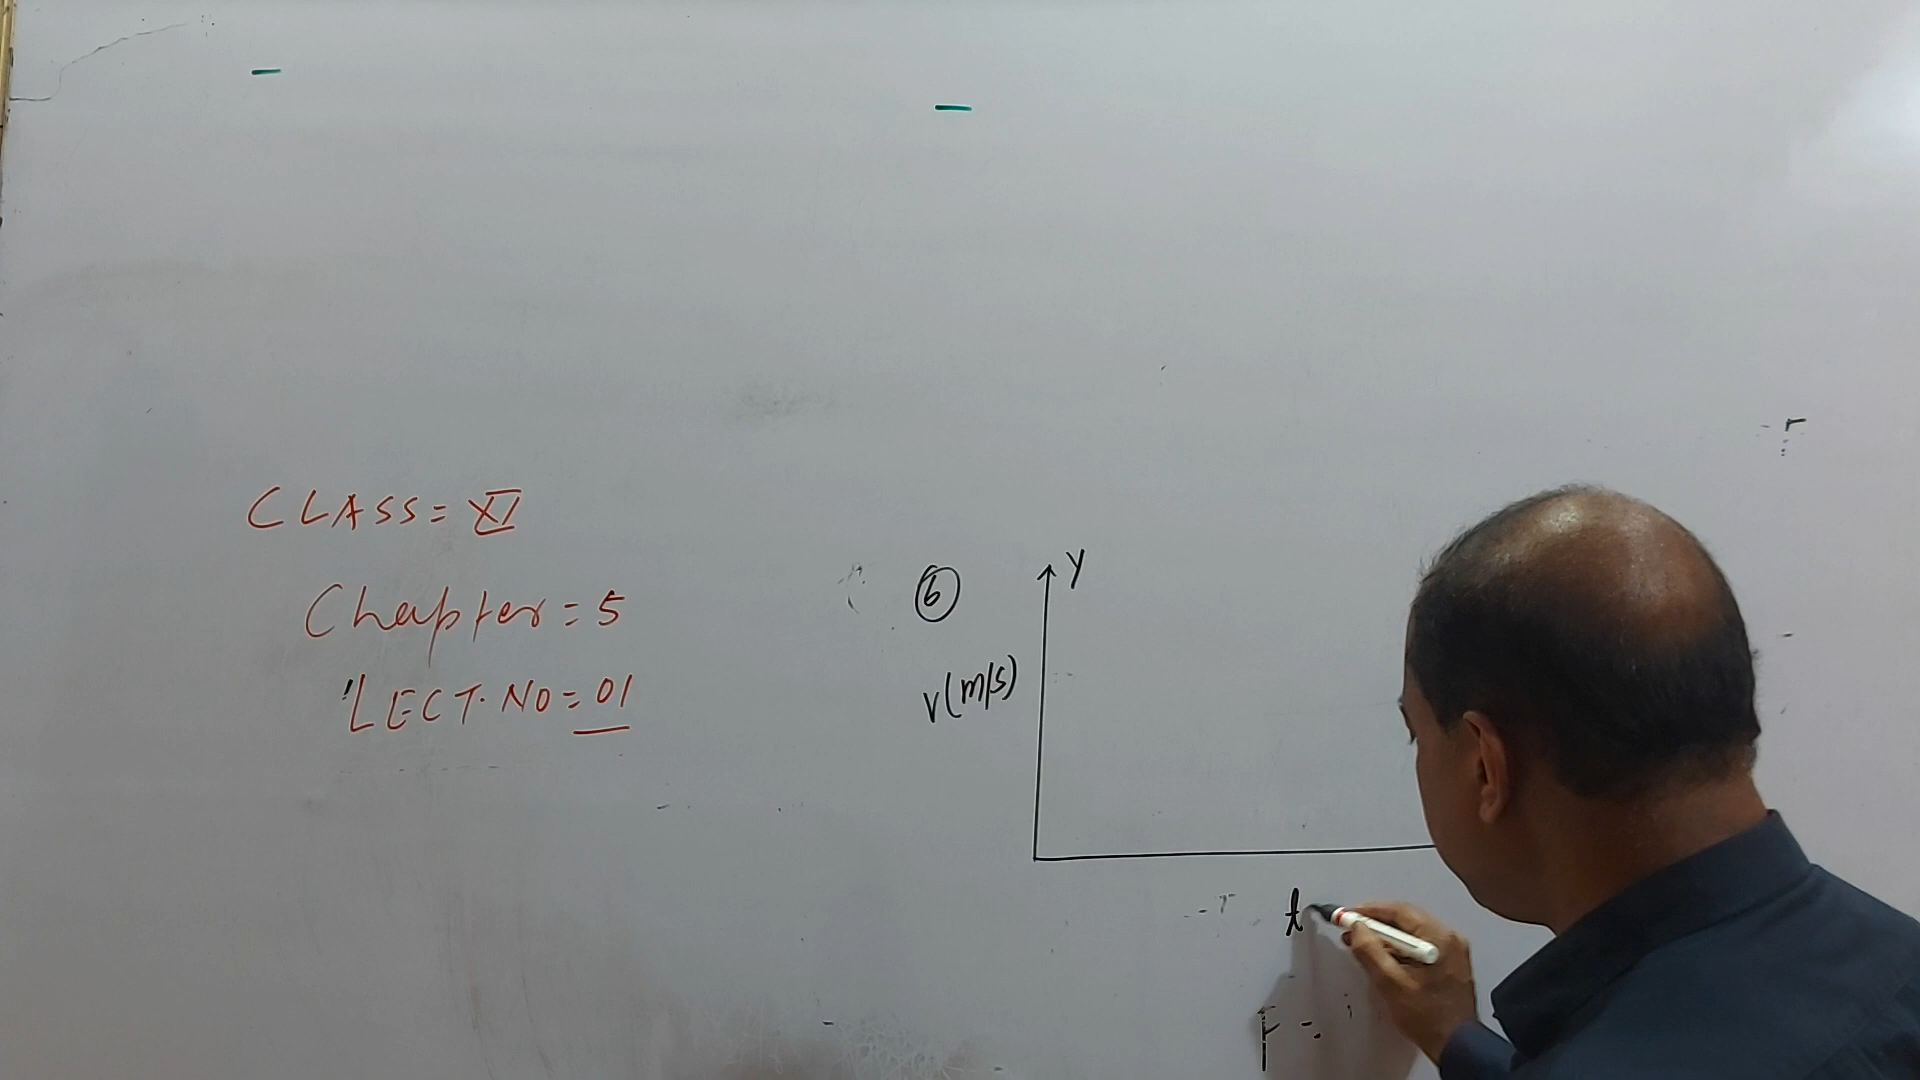 CLASS = XI
Chapter = 5
LECT. NO = 01
6
Y
v(m/s)
t
F =